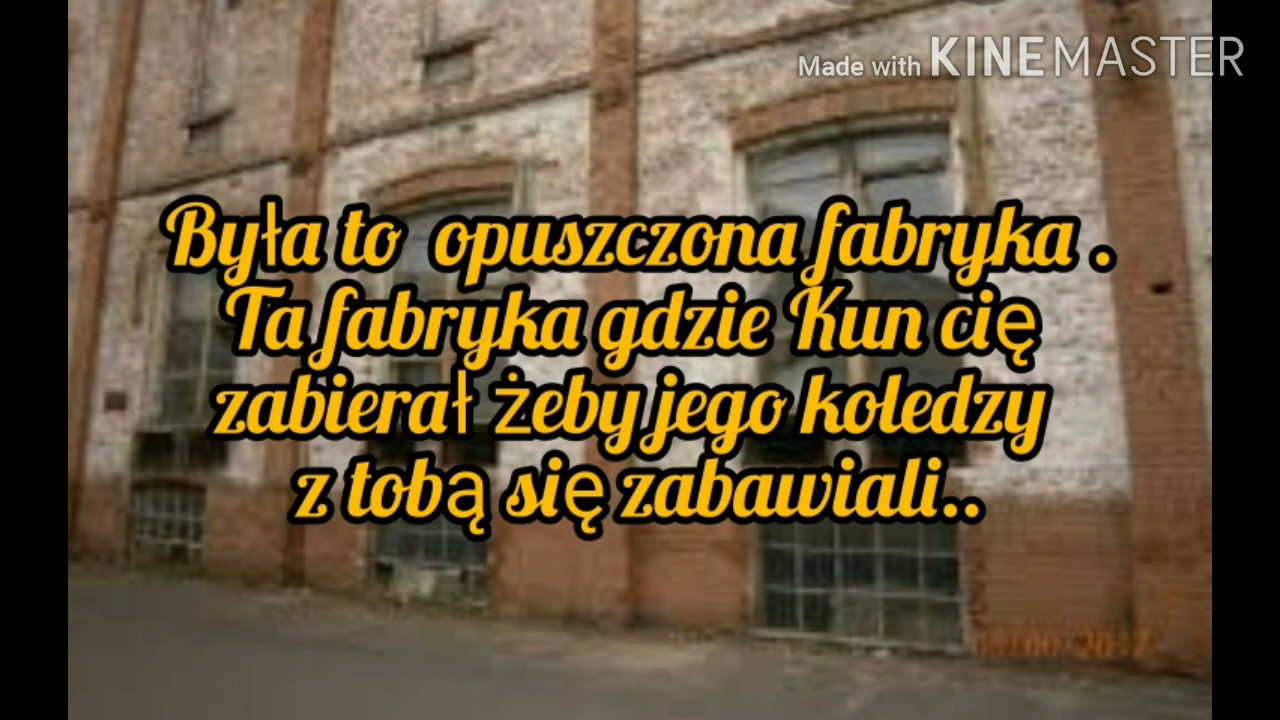 Made with KINEMASTER
Była to opuszczona fabryka .
Ta fabryka gdzie Kun cię
zabierał żeby jego koledzy
z tobą się zabawiali..